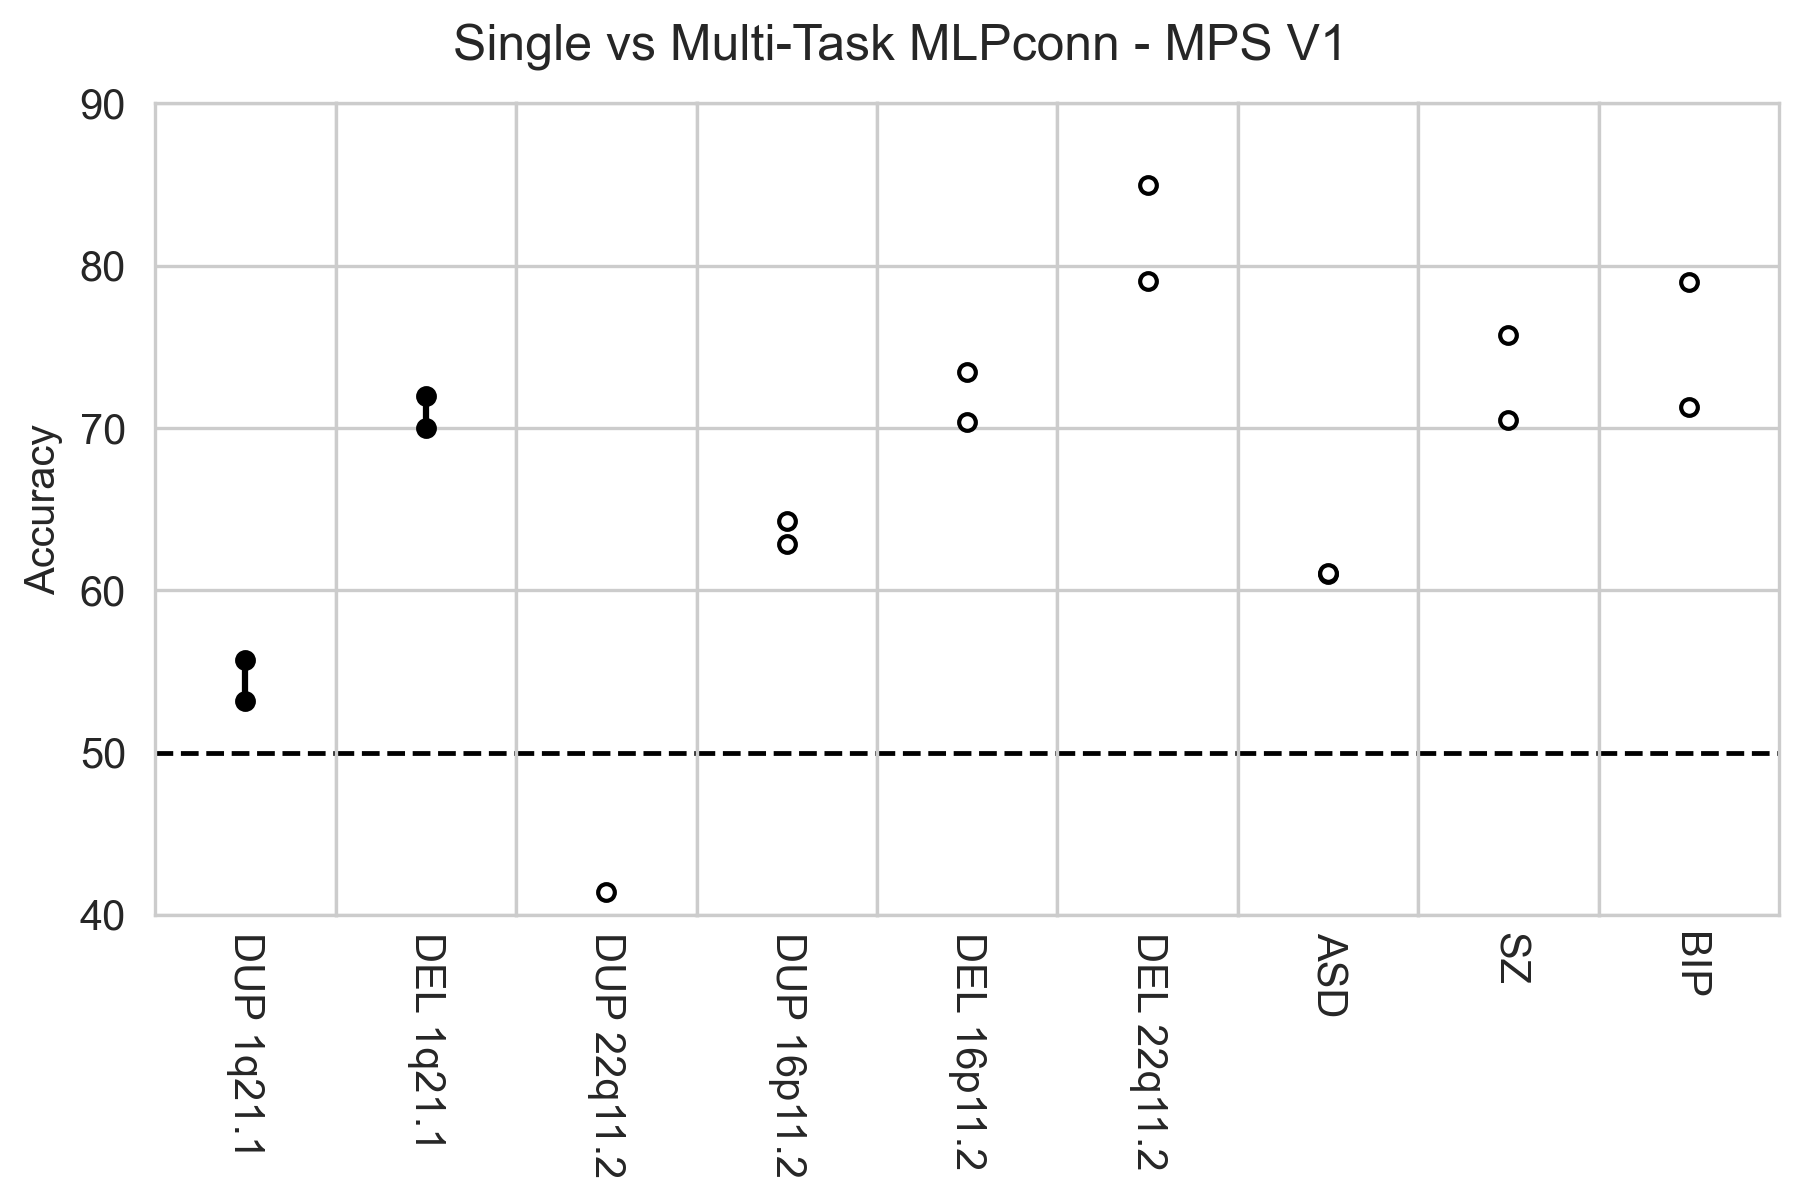 Single vs Multi-Task MLPconn - MPS V1
Accuracy
90
80
70
60
50
40
DUP 1q21.1
DEL 1q21.1
DUP 22q11.2
DUP 16p11.2
DEL 16p11.2
DEL 22q11.2
ASD
SZ
BIP